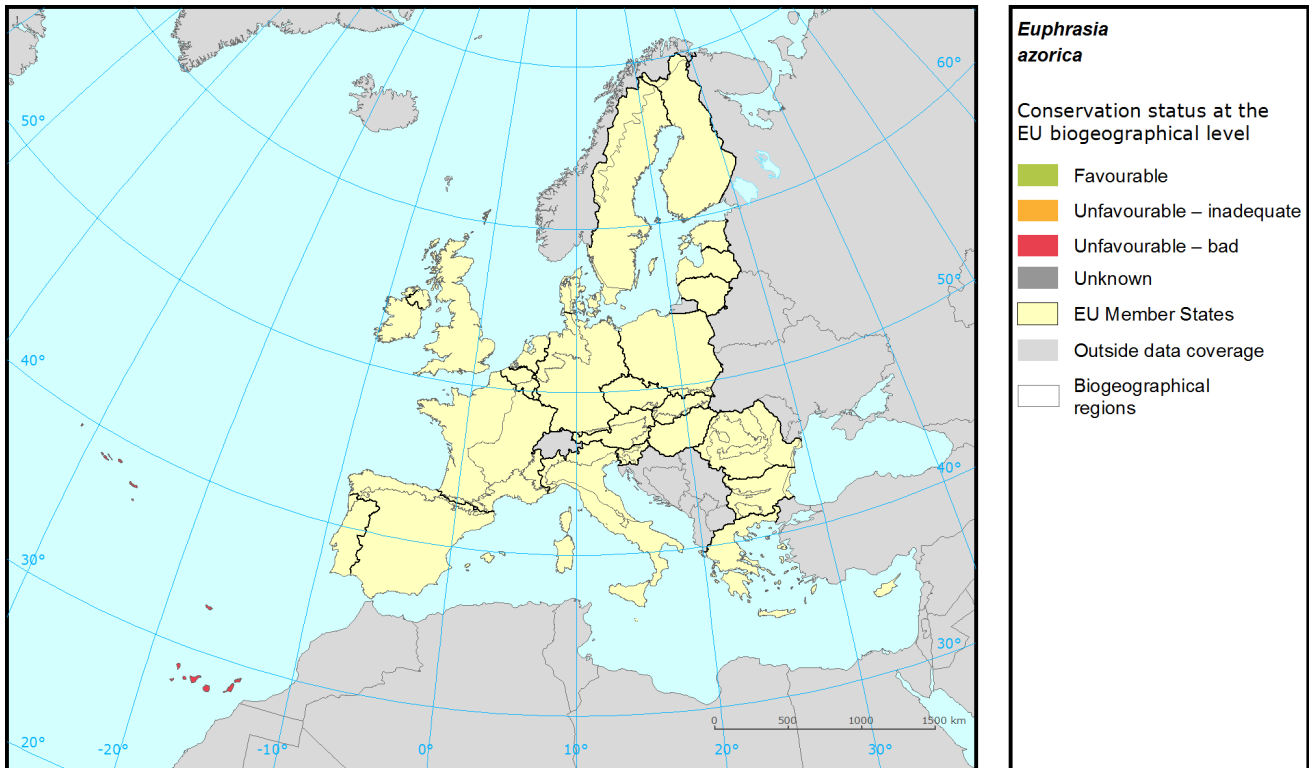 Euphrasia
azorica
Conservation status at the
EU biogeographical level
Favourable
Unfavourable – inadequate
Unfavourable – bad
Unknown
EU Member States
Outside data coverage
Biogeographical
regions
60°
50°
50°
40°
40°
30°
30°
0 500 1000 1500 km
20° -20° -10° 0° 10° 20° 30°